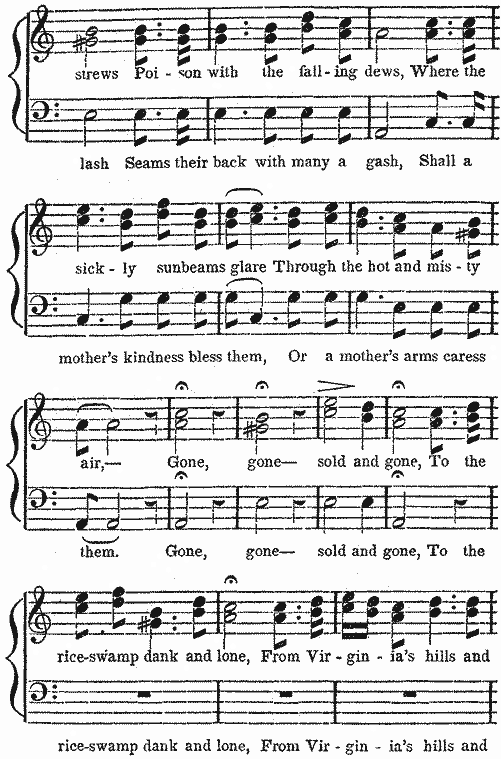 strews Poi - son with the fall - ing dews, Where the
lash Seams their back with many a gash, Shall a
sick - ly sunbeams glare Through the hot and mis - ty
mother's kindness bless them, Or a mother's arms caress
air,— Gone, gone— sold and gone, To the
them. Gone, gone— sold and gone, To the
rice-swamp dank and lone, From Vir - gin - ia's hills and
rice-swamp dank and lone, From Vir - gin - ia's hills and